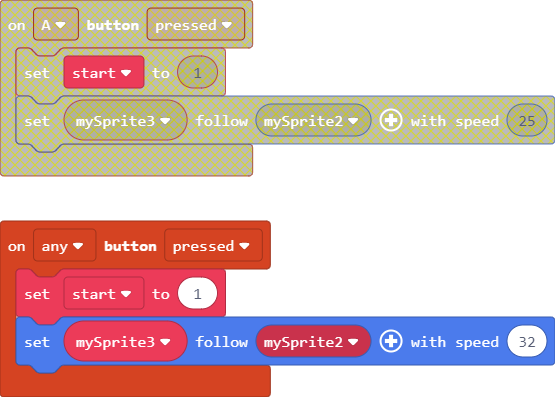 on A button pressed
set start to 1
set mySprite3 follow mySprite2 with speed 25
on any button pressed
set start to 1
set mySprite3 follow mySprite2 with speed 32